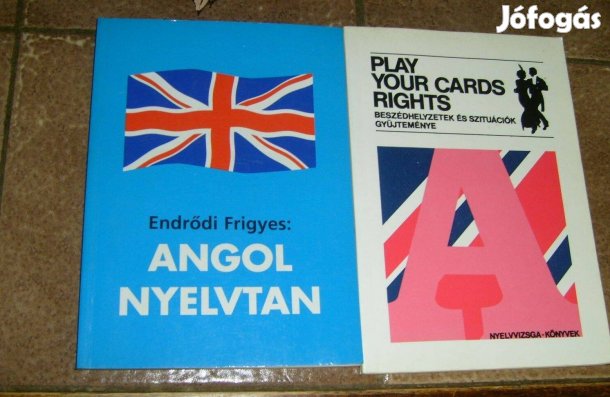 Jófogás
Endrődi Frigyes:
ANGOL
NYELVTAN
PLAY
YOUR CARDS
RIGHTS
BESZÉDHELYZETEK ÉS SZITUÁCIÓK
GYŰJTEMÉNYE
A
NYELVVIZSGA-KÖNYVEK